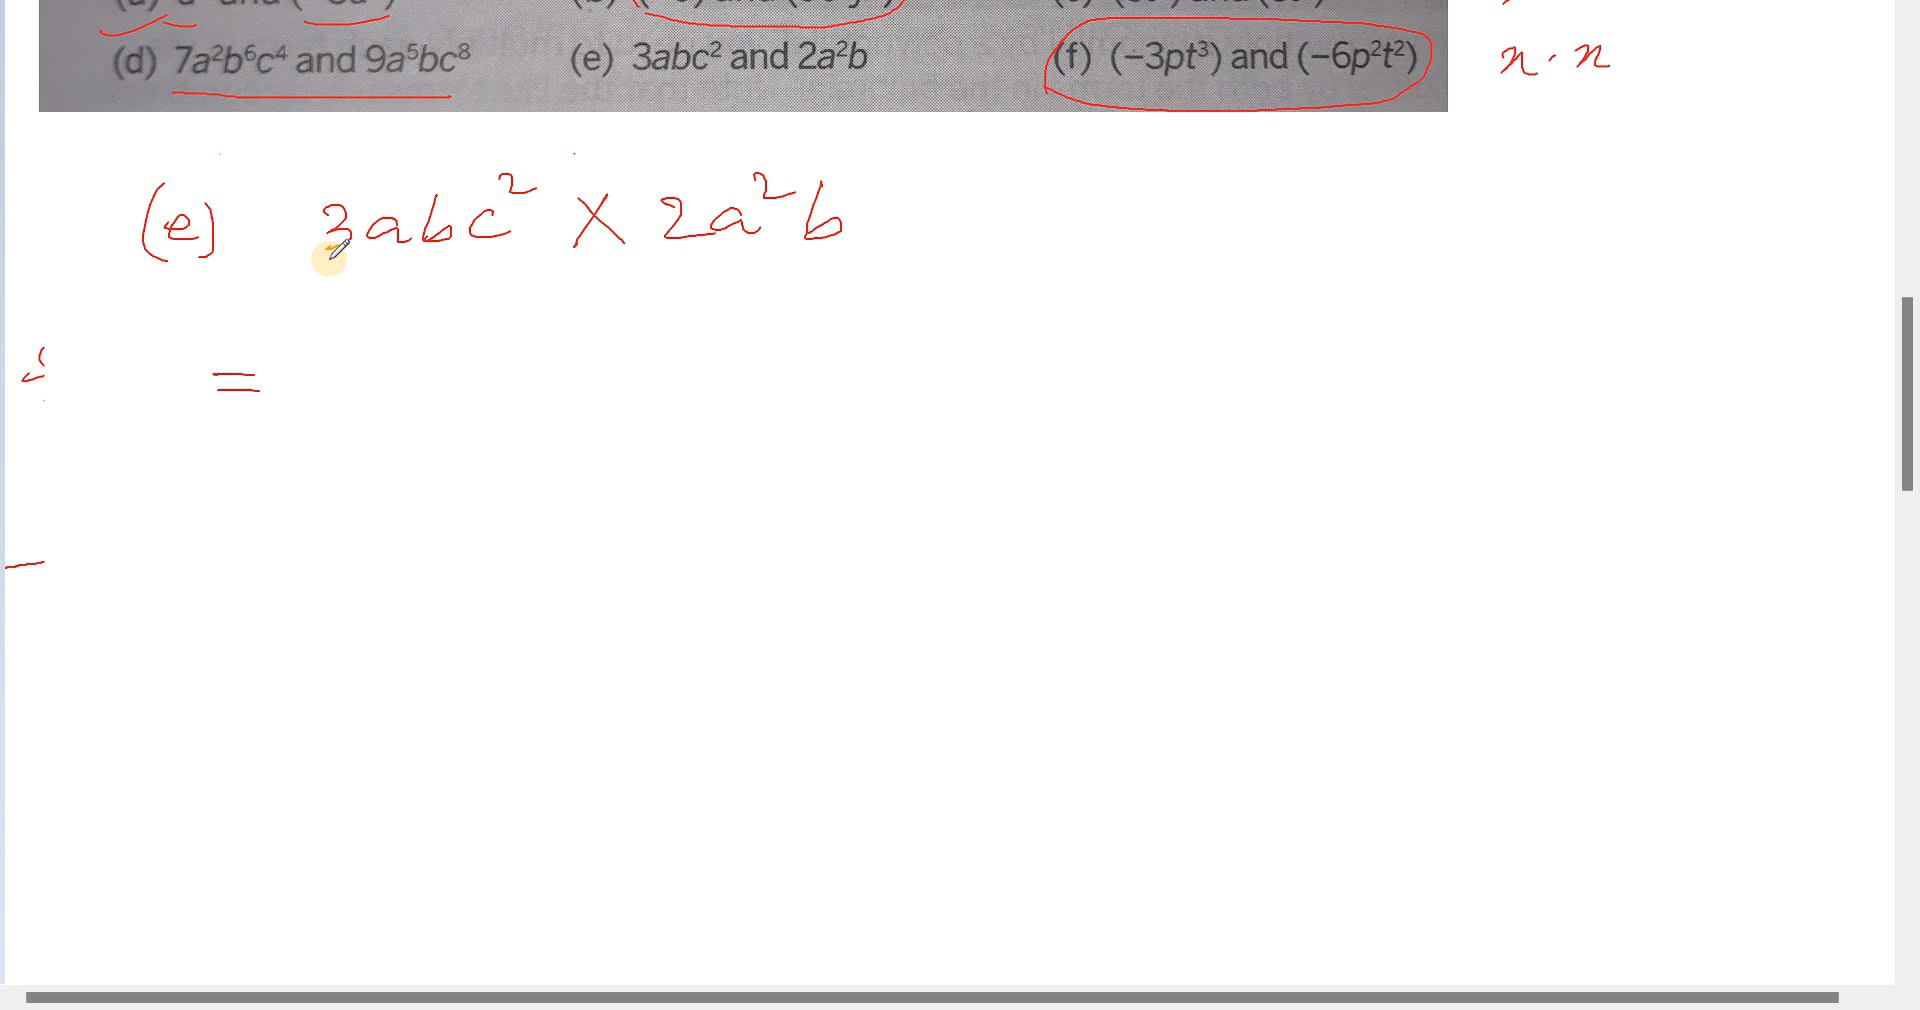 (d) 7a²b⁶c⁴ and 9a⁵bc⁸ (e) 3abc² and 2a²b (f) (−3pt³) and (−6p²t²) x · x
(e) 3abc² × 2a²b
=